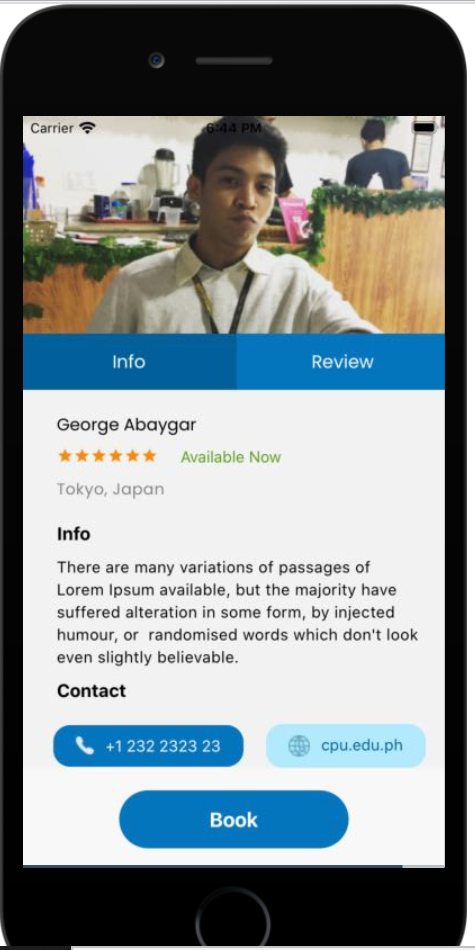 Carrier 6:44 PM
Info Review
George Abaygar
Available Now
Tokyo, Japan
Info
There are many variations of passages of
Lorem Ipsum available, but the majority have
suffered alteration in some form, by injected
humour, or  randomised words which don't look
even slightly believable.
Contact
+1 232 2323 23 cpu.edu.ph
Book